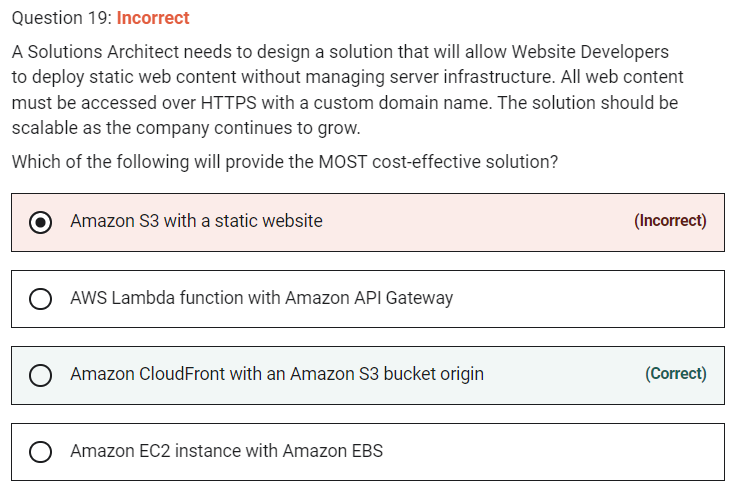 Question 19: Incorrect
A Solutions Architect needs to design a solution that will allow Website Developers
to deploy static web content without managing server infrastructure. All web content
must be accessed over HTTPS with a custom domain name. The solution should be
scalable as the company continues to grow.
Which of the following will provide the MOST cost-effective solution?
Amazon S3 with a static website (Incorrect)
AWS Lambda function with Amazon API Gateway
Amazon CloudFront with an Amazon S3 bucket origin (Correct)
Amazon EC2 instance with Amazon EBS